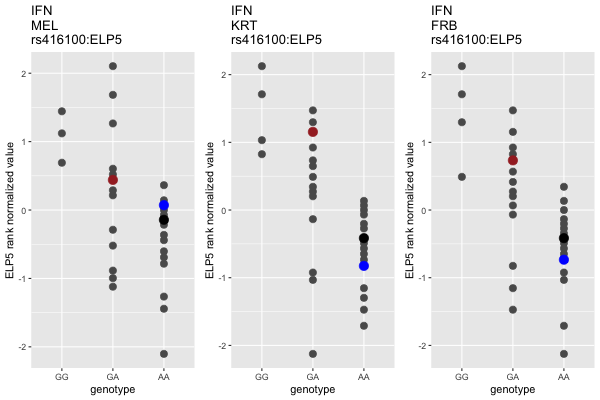 IFN
MEL
rs416100:ELP5
ELP5 rank normalized value
2
1
0
-1
-2
GG GA AA
genotype
IFN
KRT
rs416100:ELP5
ELP5 rank normalized value
2
1
0
-1
-2
GG GA AA
genotype
IFN
FRB
rs416100:ELP5
ELP5 rank normalized value
2
1
0
-1
-2
GG GA AA
genotype